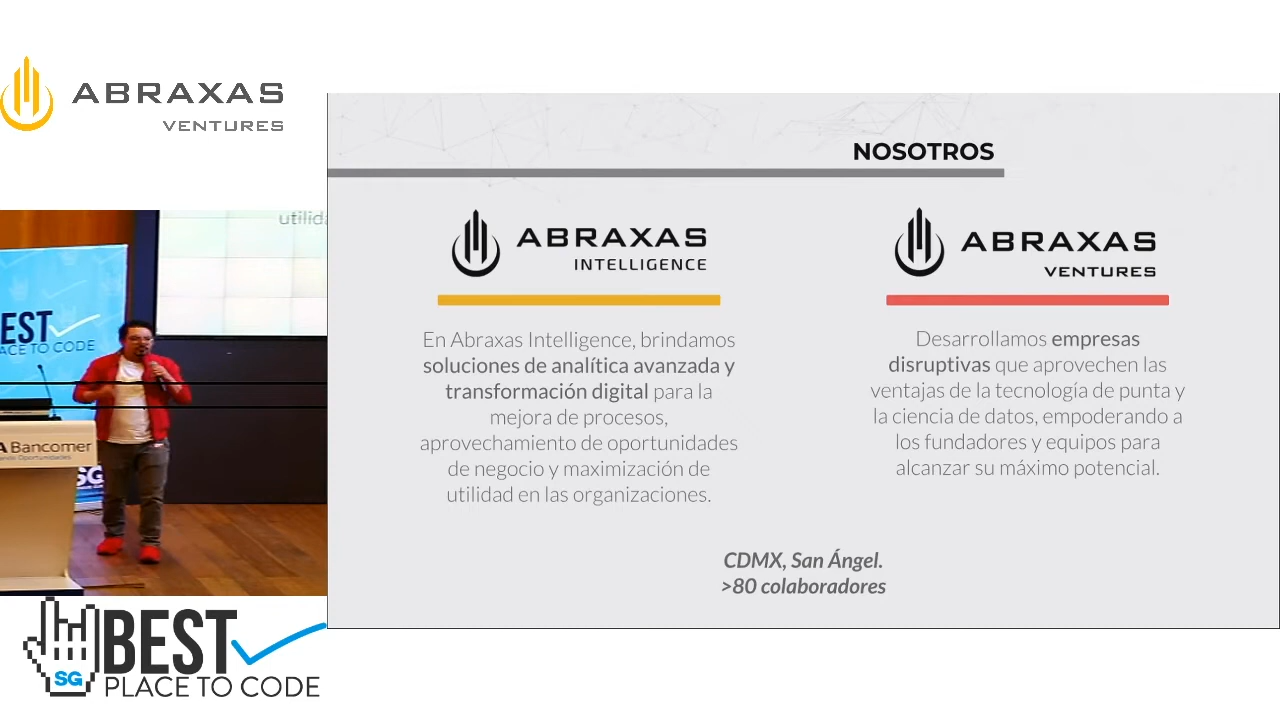 ABRAXAS
VENTURES
utilid
EST
ACE TO CODE
A Bancomer
SG
BEST
PLACE TO CODE
SG
NOSOTROS
ABRAXAS
INTELLIGENCE
En Abraxas Intelligence, brindamos
soluciones de analítica avanzada y
transformación digital para la
mejora de procesos,
aprovechamiento de oportunidades
de negocio y maximización de
utilidad en las organizaciones.
ABRAXAS
VENTURES
Desarrollamos empresas
disruptivas que aprovechen las
ventajas de la tecnología de punta y
la ciencia de datos, empoderando a
los fundadores y equipos para
alcanzar su máximo potencial.
CDMX, San Ángel.
>80 colaboradores